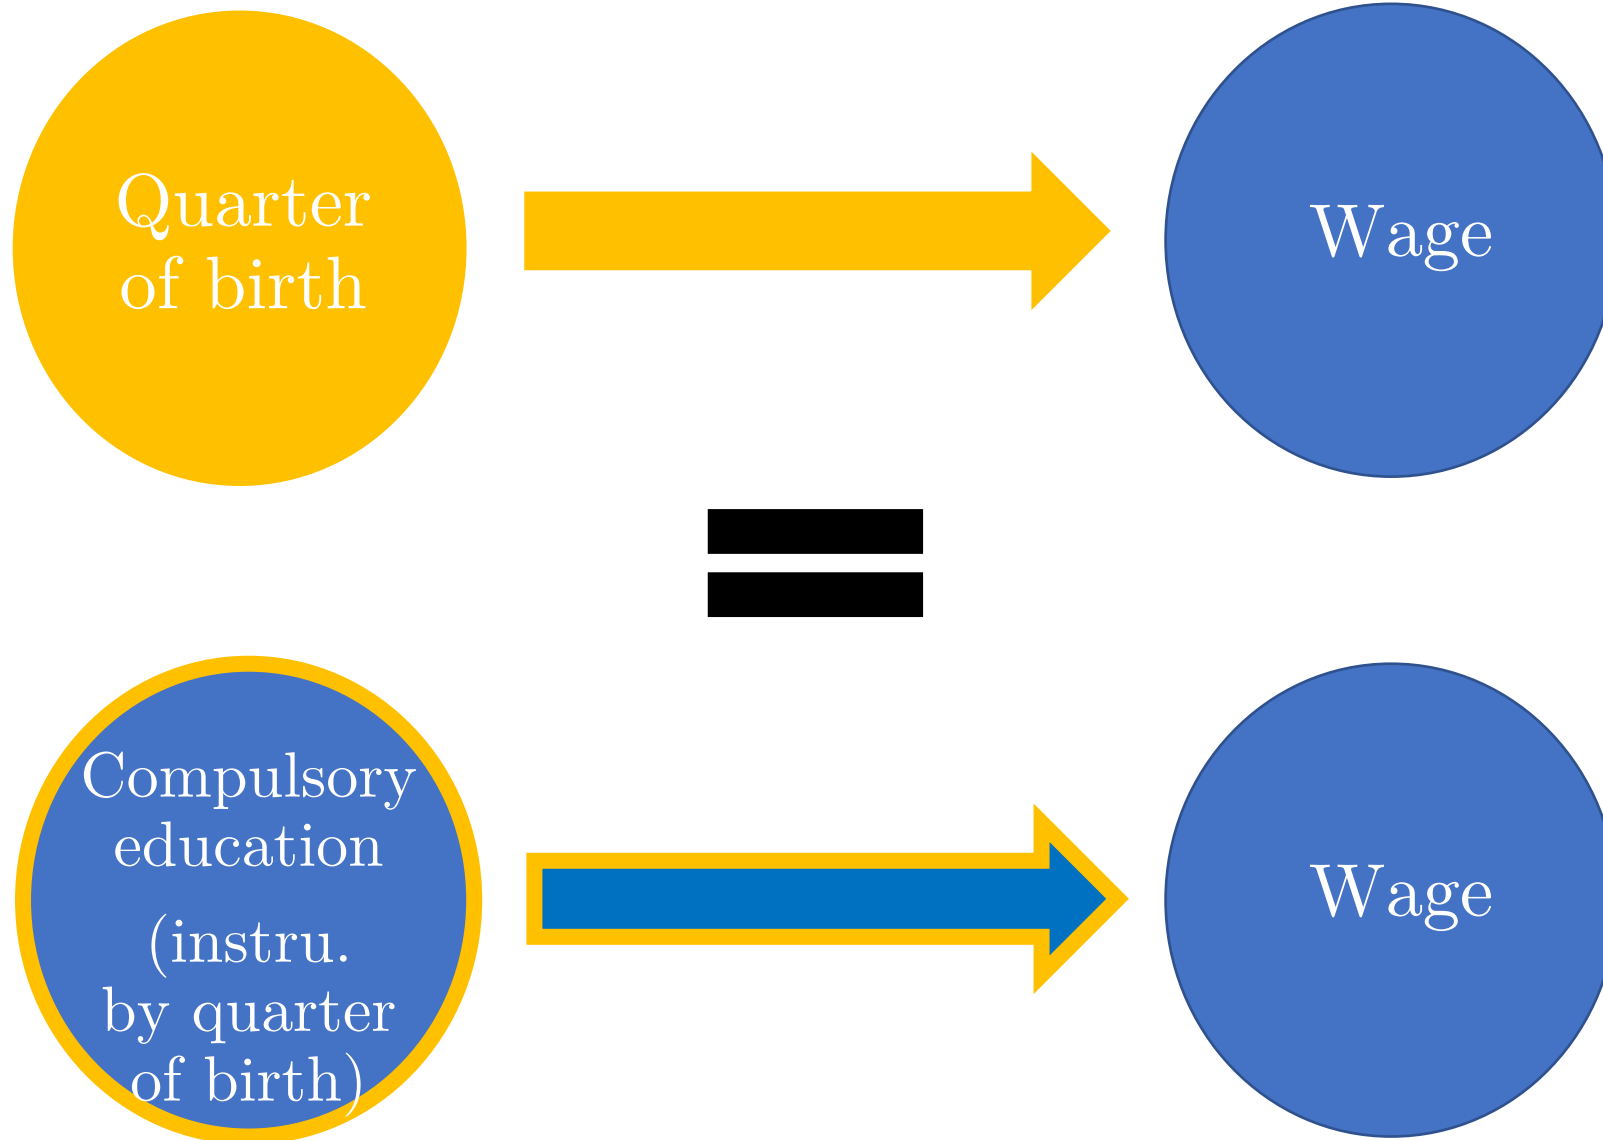 Quarter
of birth
Wage
Compulsory
education
(instru.
by quarter
of birth)
Wage